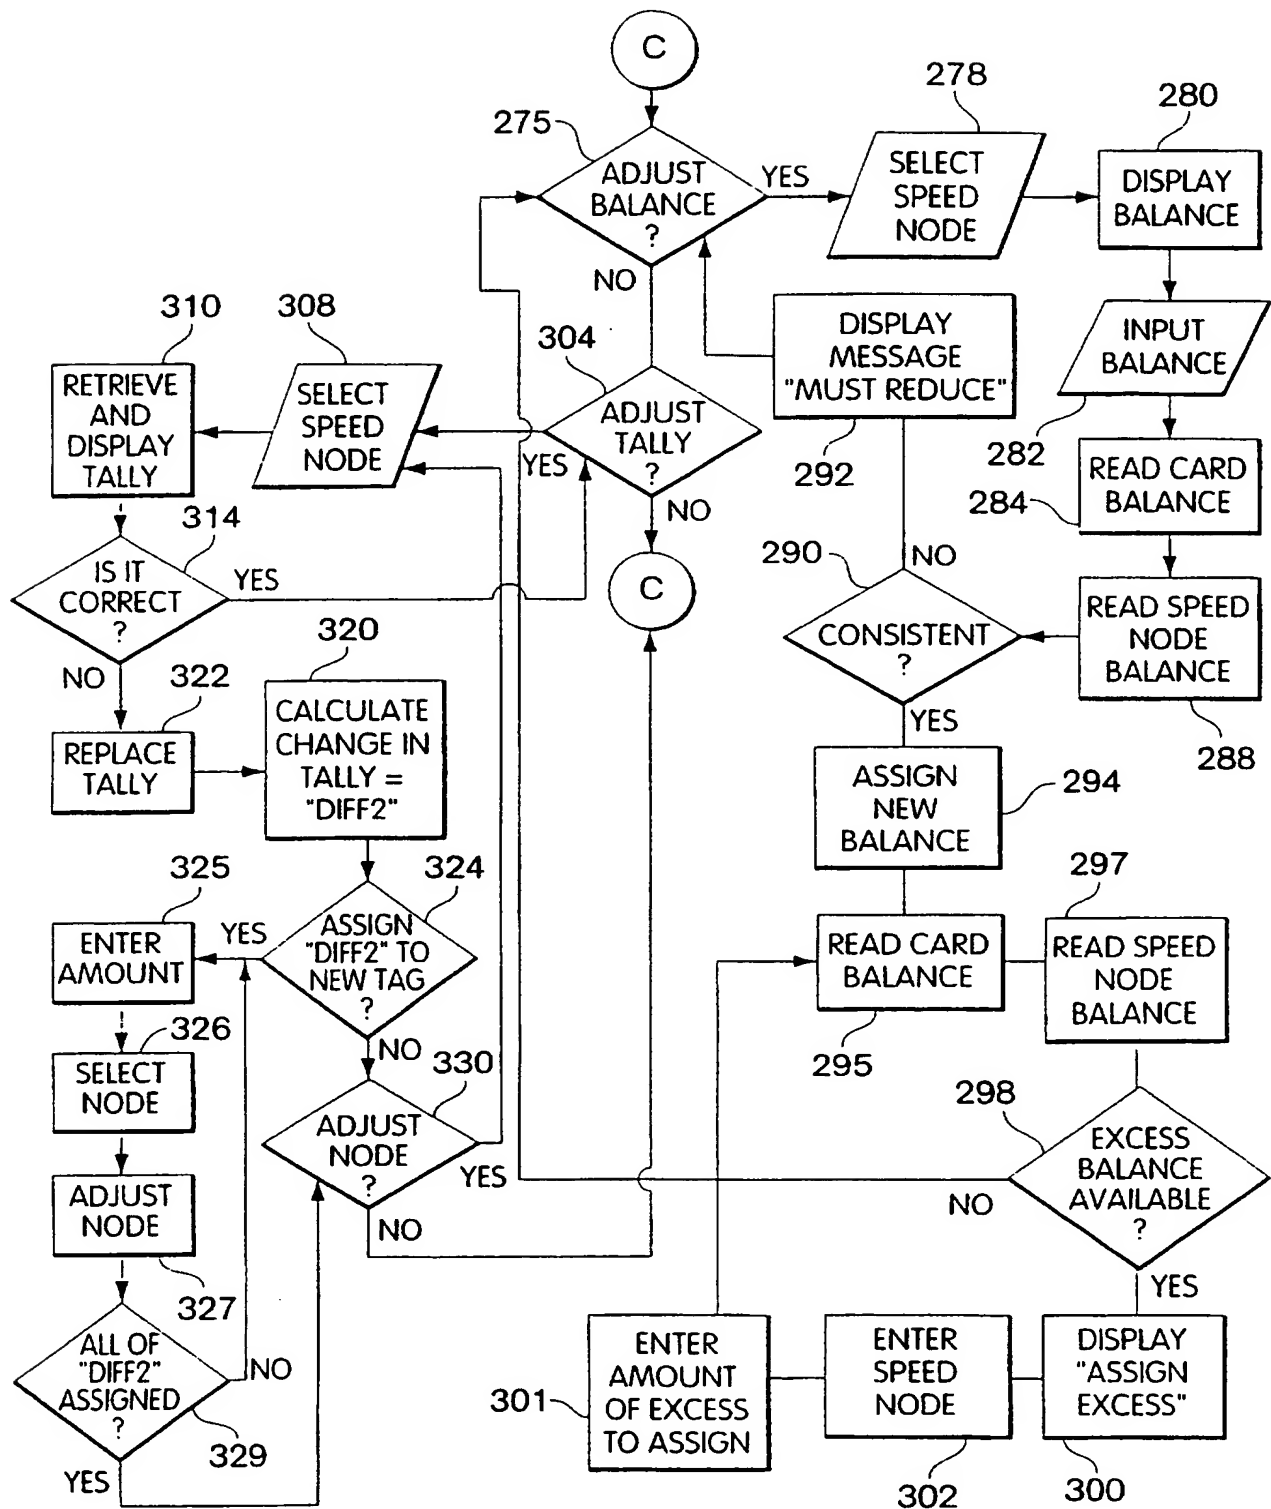 C
275
ADJUST
BALANCE
?
YES
NO
278
SELECT
SPEED
NODE
280
DISPLAY
BALANCE
INPUT
BALANCE
282
READ CARD
BALANCE
284
READ SPEED
NODE
BALANCE
288
290
CONSISTENT
?
NO
YES
DISPLAY
MESSAGE
"MUST REDUCE"
292
ASSIGN
NEW
BALANCE
294
READ CARD
BALANCE
295
297
READ SPEED
NODE
BALANCE
298
EXCESS
BALANCE
AVAILABLE
?
NO
YES
DISPLAY
"ASSIGN
EXCESS"
300
ENTER
SPEED
NODE
302
ENTER
AMOUNT
OF EXCESS
TO ASSIGN
301
304
ADJUST
TALLY
?
YES
NO
C
308
SELECT
SPEED
NODE
310
RETRIEVE
AND
DISPLAY
TALLY
314
IS IT
CORRECT
?
YES
NO
322
REPLACE
TALLY
320
CALCULATE
CHANGE IN
TALLY =
"DIFF2"
324
ASSIGN
"DIFF2" TO
NEW TAG
?
YES
NO
325
ENTER
AMOUNT
326
SELECT
NODE
ADJUST
NODE
327
ALL OF
"DIFF2"
ASSIGNED
?
NO
329
YES
330
ADJUST
NODE
?
YES
NO